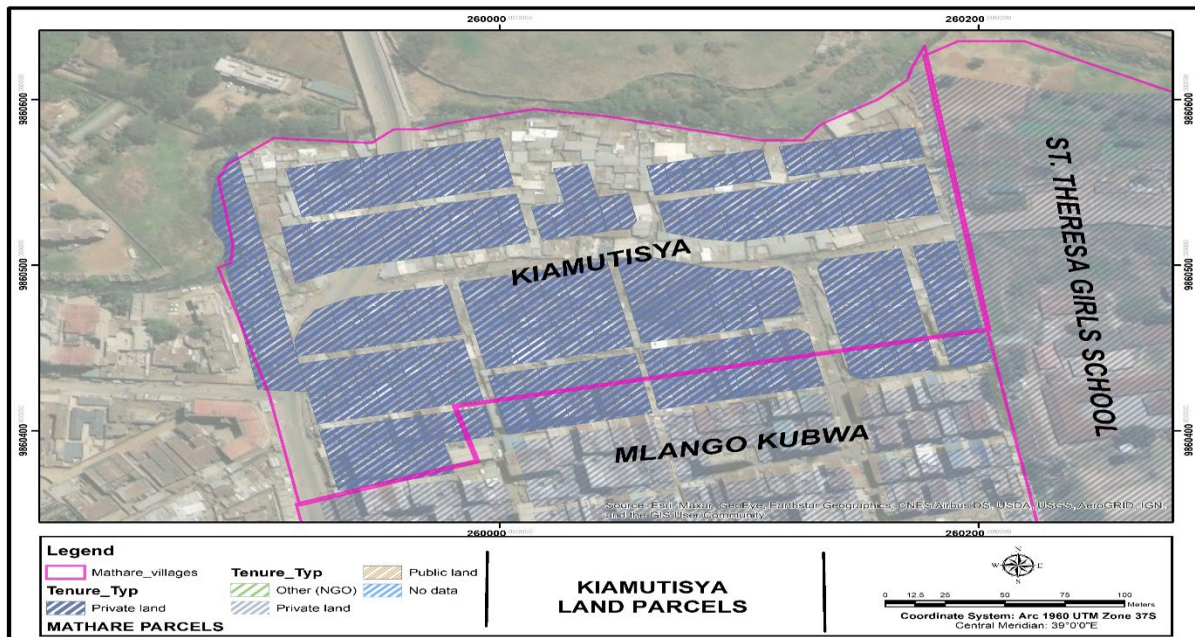 260000
260200
9860600
9860600
ST. THERESA GIRLS SCHOOL
KIAMUTISYA
9860500
9860500
9860400
9860400
MLANGO KUBWA
Source: Esri, Maxar, GeoEye, Earthstar Geographics, CNES/Airbus DS, USDA, USGS, AeroGRID, IGN,
and the GIS User Community
260000
260200
Legend
Mathare_villages
Tenure_Typ
Private land
MATHARE PARCELS
Tenure_Typ
Other (NGO)
Private land
Public land
No data
KIAMUTISYA
LAND PARCELS
N
W E
S
0 12.5 25 50 75 100
Meters
Coordinate System: Arc 1960 UTM Zone 37S
Central Meridian: 39°0'0"E